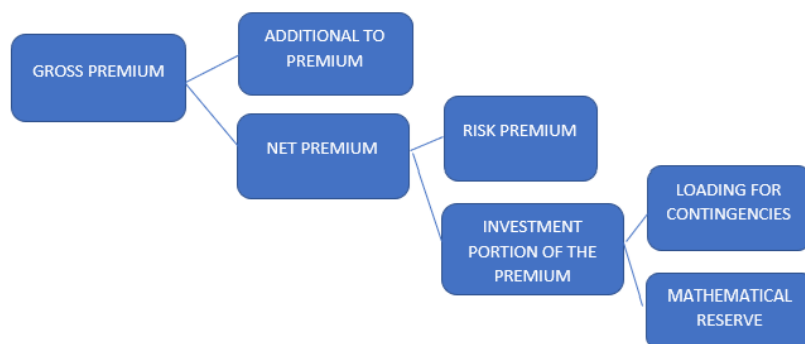 GROSS PREMIUM
ADDITIONAL TO
PREMIUM
NET PREMIUM
RISK PREMIUM
INVESTMENT
PORTION OF THE
PREMIUM
LOADING FOR
CONTINGENCIES
MATHEMATICAL
RESERVE